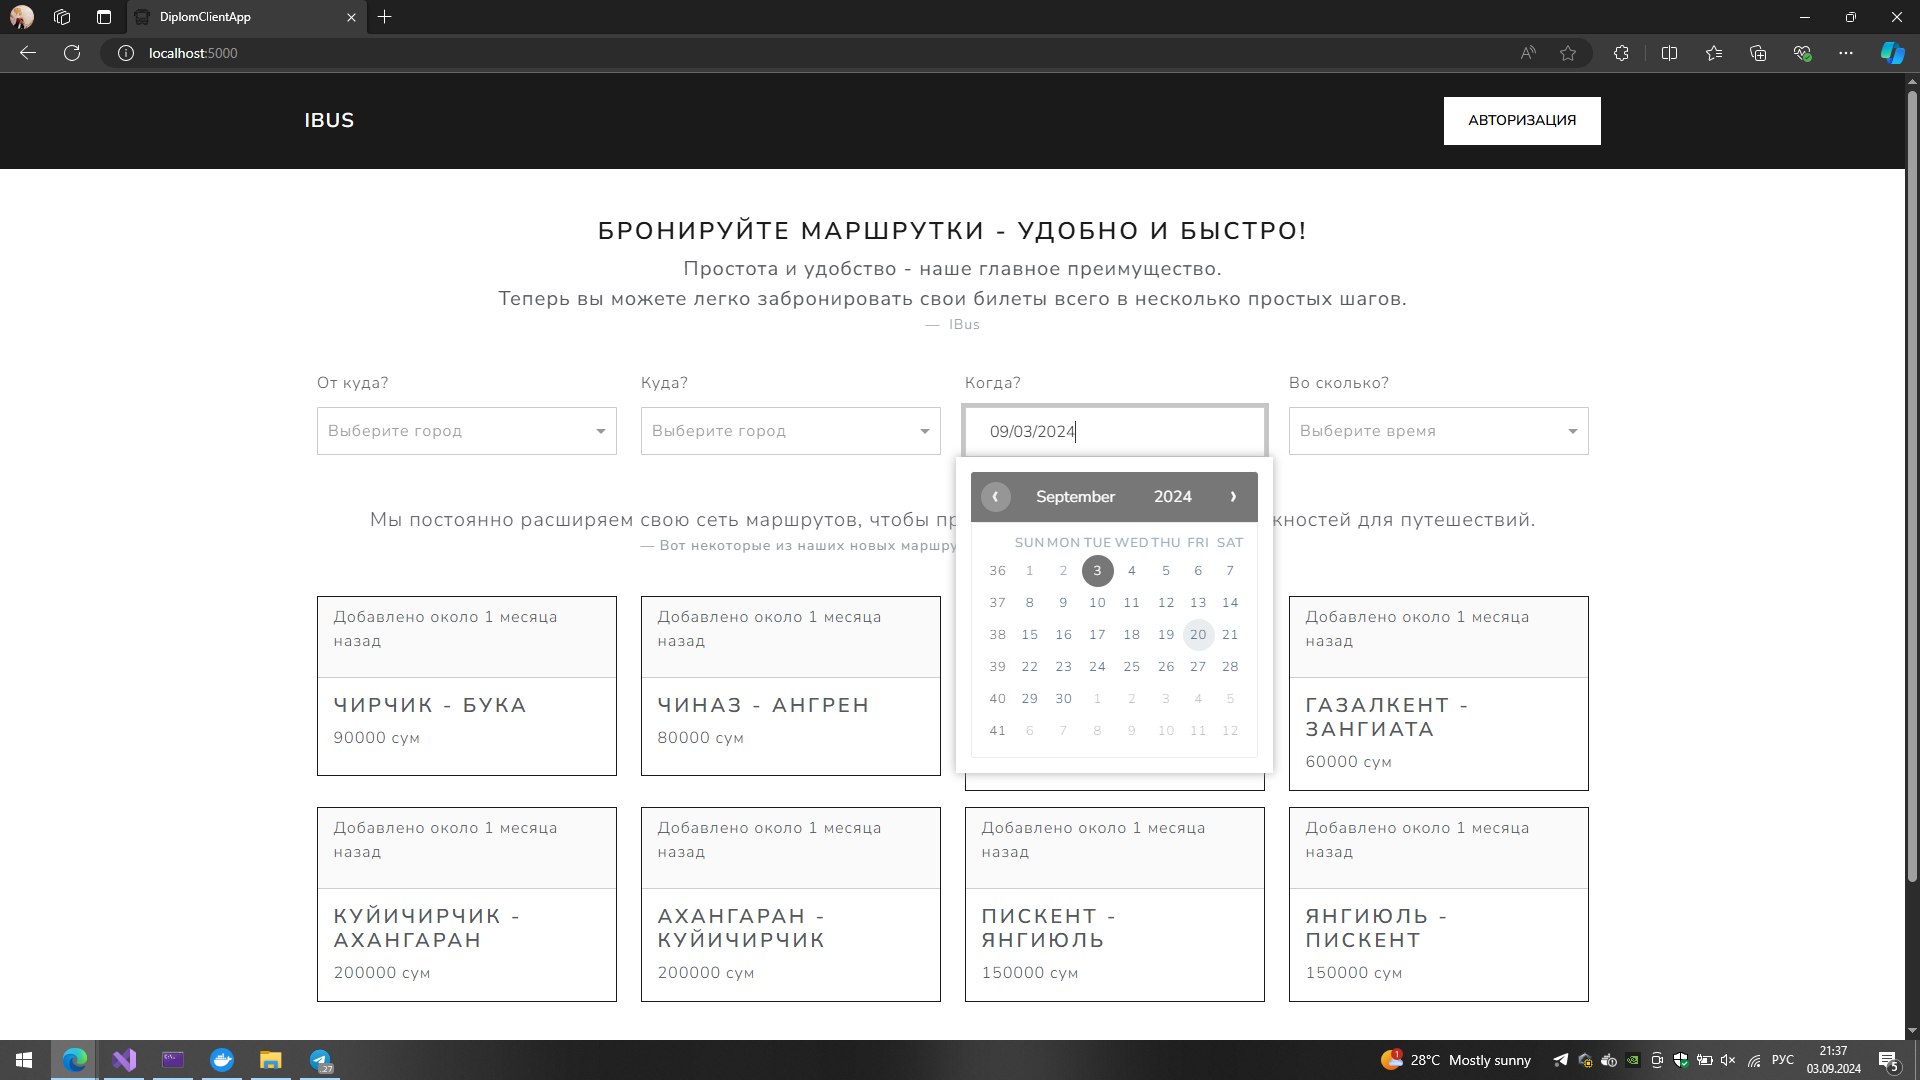 DiplomClientApp
localhost:5000
IBUS
АВТОРИЗАЦИЯ
БРОНИРУЙТЕ МАРШРУТКИ - УДОБНО И БЫСТРО!
Простота и удобство - наше главное преимущество.
Теперь вы можете легко забронировать свои билеты всего в несколько простых шагов.
— IBus
От куда?
Куда?
Когда?
Во сколько?
Выберите город
Выберите город
09/03/2024
Выберите время
September 2024
SUN MON TUE WED THU FRI SAT
36 1 2 3 4 5 6 7
37 8 9 10 11 12 13 14
38 15 16 17 18 19 20 21
39 22 23 24 25 26 27 28
40 29 30 1 2 3 4 5
41 6 7 8 9 10 11 12
Мы постоянно расширяем свою сеть маршрутов, чтобы
для путешествий.
— Вот некоторые из наших новых
Добавлено около 1 месяца
назад
ЧИРЧИК - БУКА
90000 сум
Добавлено около 1 месяца
назад
ЧИНАЗ - АНГРЕН
80000 сум
Добавлено около 1 месяца
назад
ГАЗАЛКЕНТ -
ЗАНГИАТА
60000 сум
Добавлено около 1 месяца
назад
КУЙИЧИРЧИК -
АХАНГАРАН
200000 сум
Добавлено около 1 месяца
назад
АХАНГАРАН -
КУЙИЧИРЧИК
200000 сум
Добавлено около 1 месяца
назад
ПИСКЕНТ -
ЯНГИЮЛЬ
150000 сум
Добавлено около 1 месяца
назад
ЯНГИЮЛЬ -
ПИСКЕНТ
150000 сум
27
1
28°C Mostly sunny
РУС
21:37
03.09.2024
5